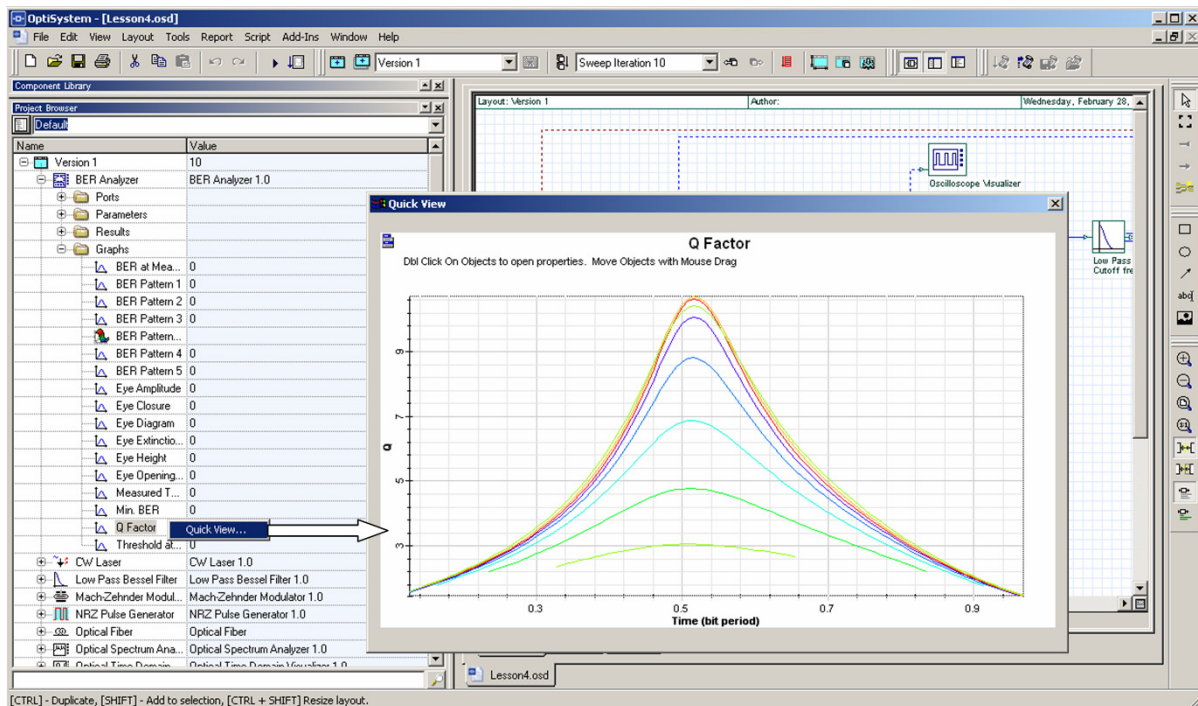 OptiSystem - [Lesson4.osd]
File Edit View Layout Tools Report Script Add-Ins Window Help
Version 1
Sweep Iteration 10
Component Library
Project Browser
Default
Name Value
Version 1 10
BER Analyzer BER Analyzer 1.0
Ports
Parameters
Results
Graphs
BER at Mea... 0
BER Pattern 1 0
BER Pattern 2 0
BER Pattern 3 0
BER Pattern...
BER Pattern 4 0
BER Pattern 5 0
Eye Amplitude 0
Eye Closure 0
Eye Diagram 0
Eye Extinctio... 0
Eye Height 0
Eye Opening... 0
Measured T... 0
Min. BER 0
Q Factor
Quick View...
Threshold at... 0
CW Laser CW Laser 1.0
Low Pass Bessel Filter Low Pass Bessel Filter 1.0
Mach-Zehnder Modul... Mach-Zehnder Modulator 1.0
NRZ Pulse Generator NRZ Pulse Generator 1.0
Optical Fiber Optical Fiber
Optical Spectrum Ana... Optical Spectrum Analyzer 1.0
Optical Time Domain Optical Time Domain Visualizer 1.0
Layout: Version 1 Author: Wednesday, February 28,
Oscilloscope Visualizer
Low Pass
Cutoff fre
Quick View
Q Factor
Dbl Click On Objects to open properties. Move Objects with Mouse Drag
9
7
Q
5
3
0.3 0.5 0.7 0.9
Time (bit period)
abc
Lesson4.osd
[CTRL] - Duplicate, [SHIFT] - Add to selection, [CTRL + SHIFT] Resize layout.